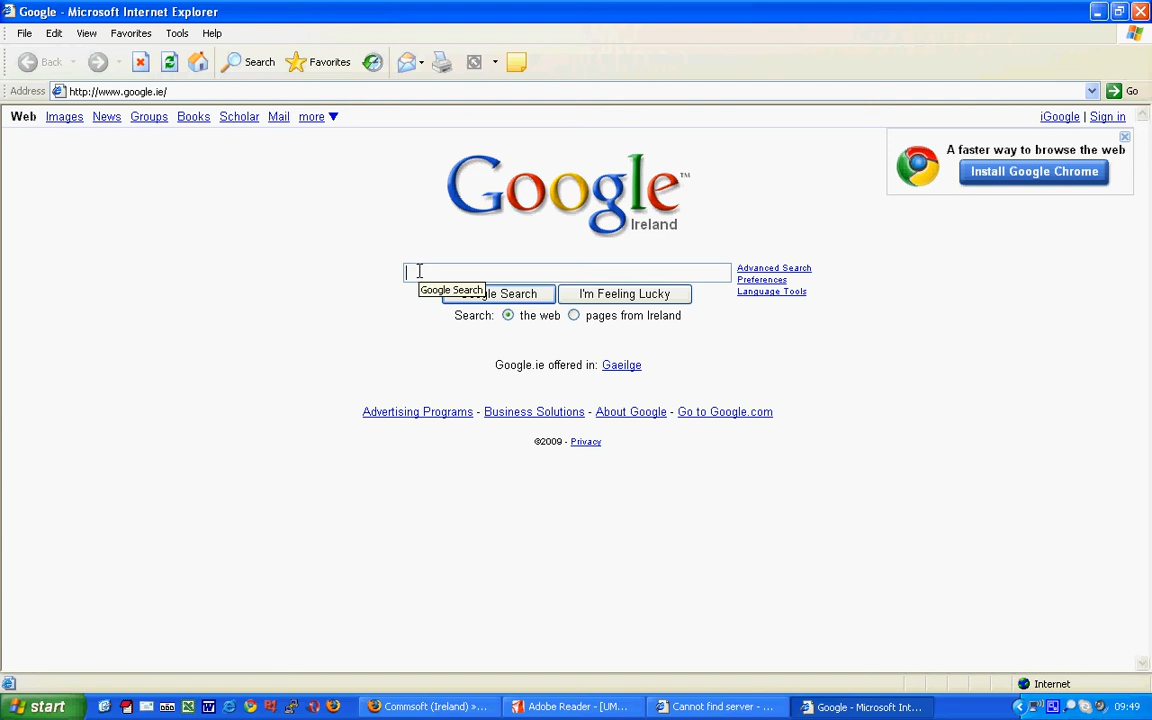 Google - Microsoft Internet Explorer
File Edit View Favorites Tools Help
Back Search Favorites
Address http://www.google.ie/ Go
Web Images News Groups Books Scholar Mail more ▼ iGoogle | Sign in
A faster way to browse the web
Install Google Chrome
Google™
Ireland
Advanced Search
Preferences
Language Tools
Google Search
Google Search I'm Feeling Lucky
Search: the web pages from Ireland
Google.ie offered in: Gaeilge
Advertising Programs - Business Solutions - About Google - Go to Google.com
©2009 - Privacy
Internet
start Commsoft (Ireland) »... Adobe Reader - [UM... Cannot find server - ... Google - Microsoft Int... 09:49